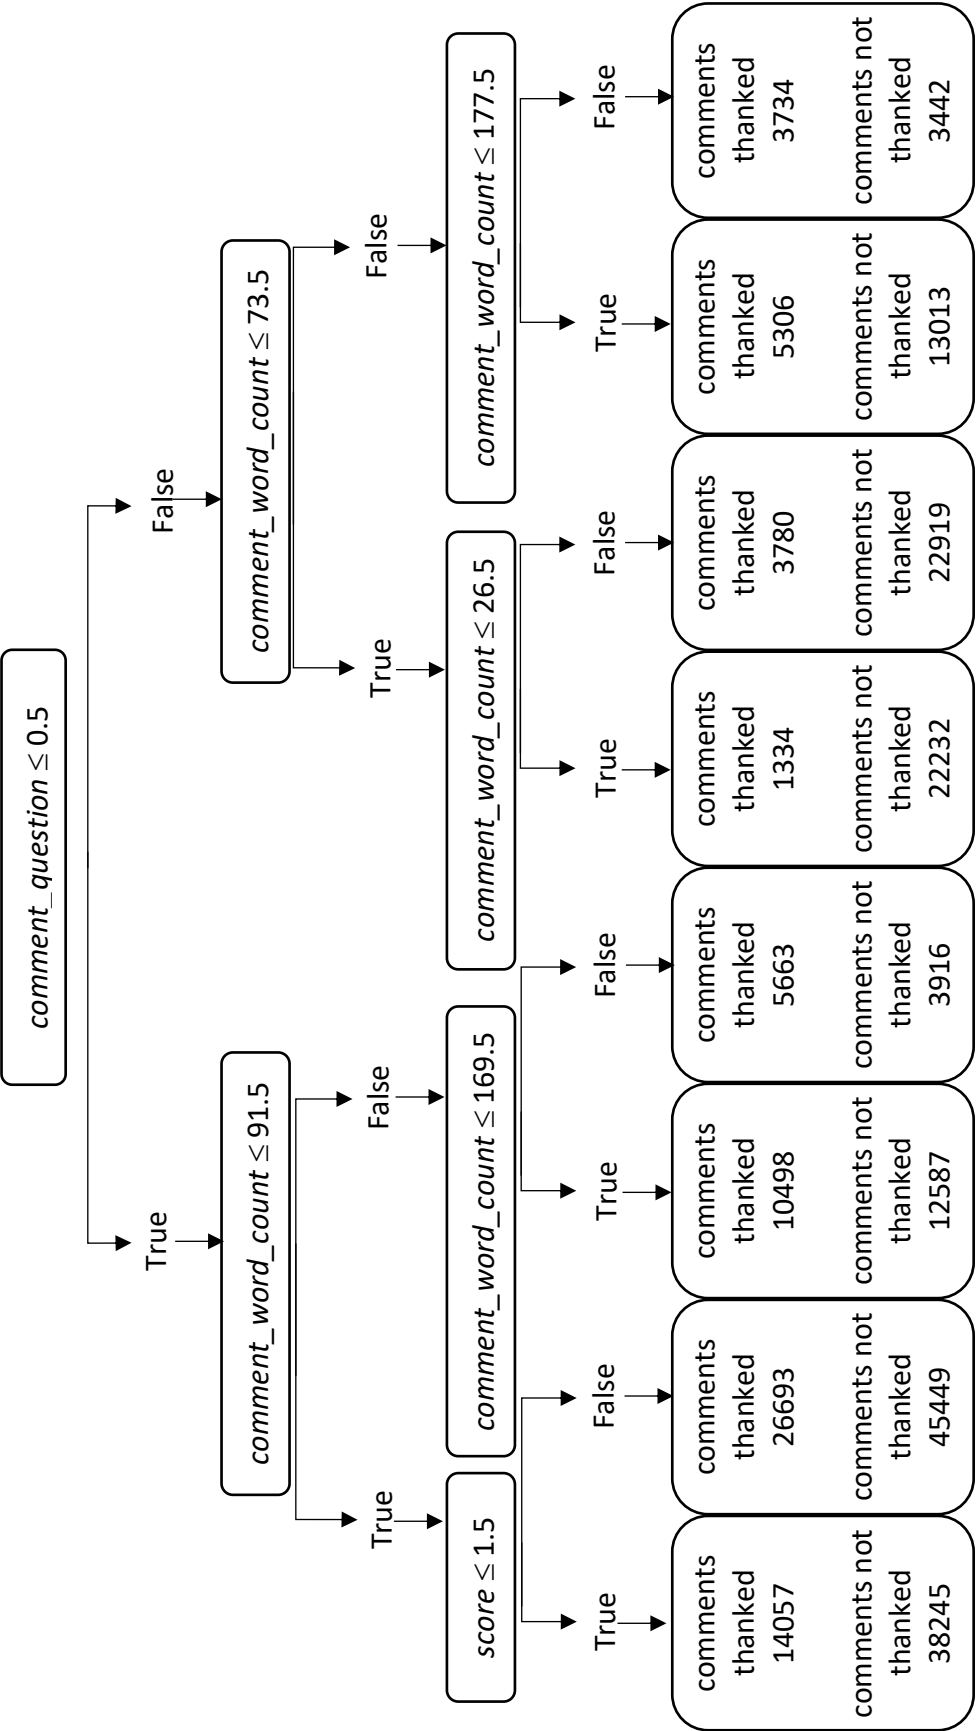 comment_question ≤ 0.5
True
False
comment_word_count ≤ 91.5
comment_word_count ≤ 73.5
True
False
True
False
score ≤ 1.5
comment_word_count ≤ 169.5
comment_word_count ≤ 26.5
comment_word_count ≤ 177.5
True
False
True
False
True
False
True
False
comments
thanked
14057
comments not
thanked
38245
comments
thanked
26693
comments not
thanked
45449
comments
thanked
10498
comments not
thanked
12587
comments
thanked
5663
comments not
thanked
3916
comments
thanked
1334
comments not
thanked
22232
comments
thanked
3780
comments not
thanked
22919
comments
thanked
5306
comments not
thanked
13013
comments
thanked
3734
comments not
thanked
3442